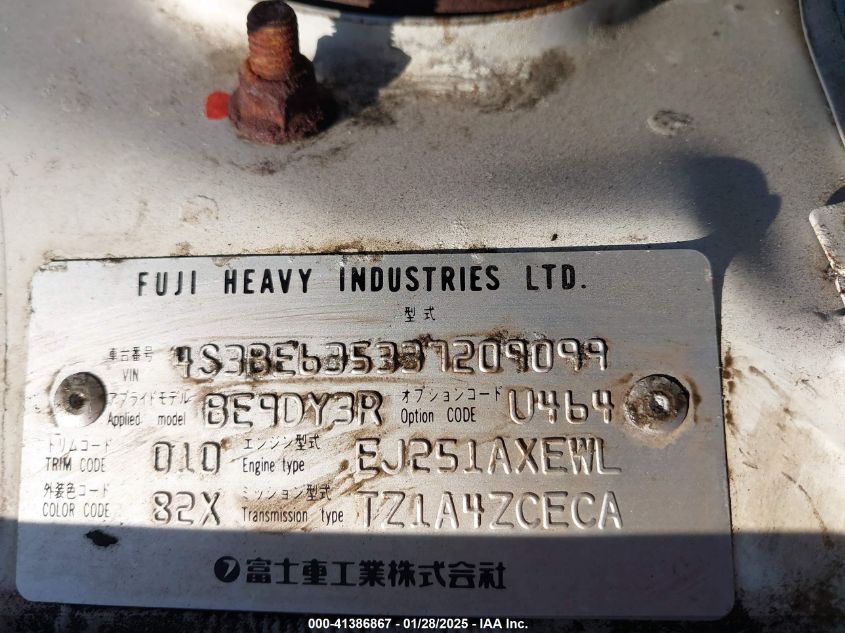 FUJI HEAVY INDUSTRIES LTD.
型式
車台番号 VIN 4S3BE635337209099
アプライドモデル Applied model BE9DY3R オプションコード Option CODE U464
トリムコード TRIM CODE 010 エンジン型式 Engine type EJ251AXEWL
外装色コード COLOR CODE 82X ミッション型式 Transmission type TZ1A4ZCECA
富士重工業株式会社
000-41386867 - 01/28/2025 - IAA Inc.